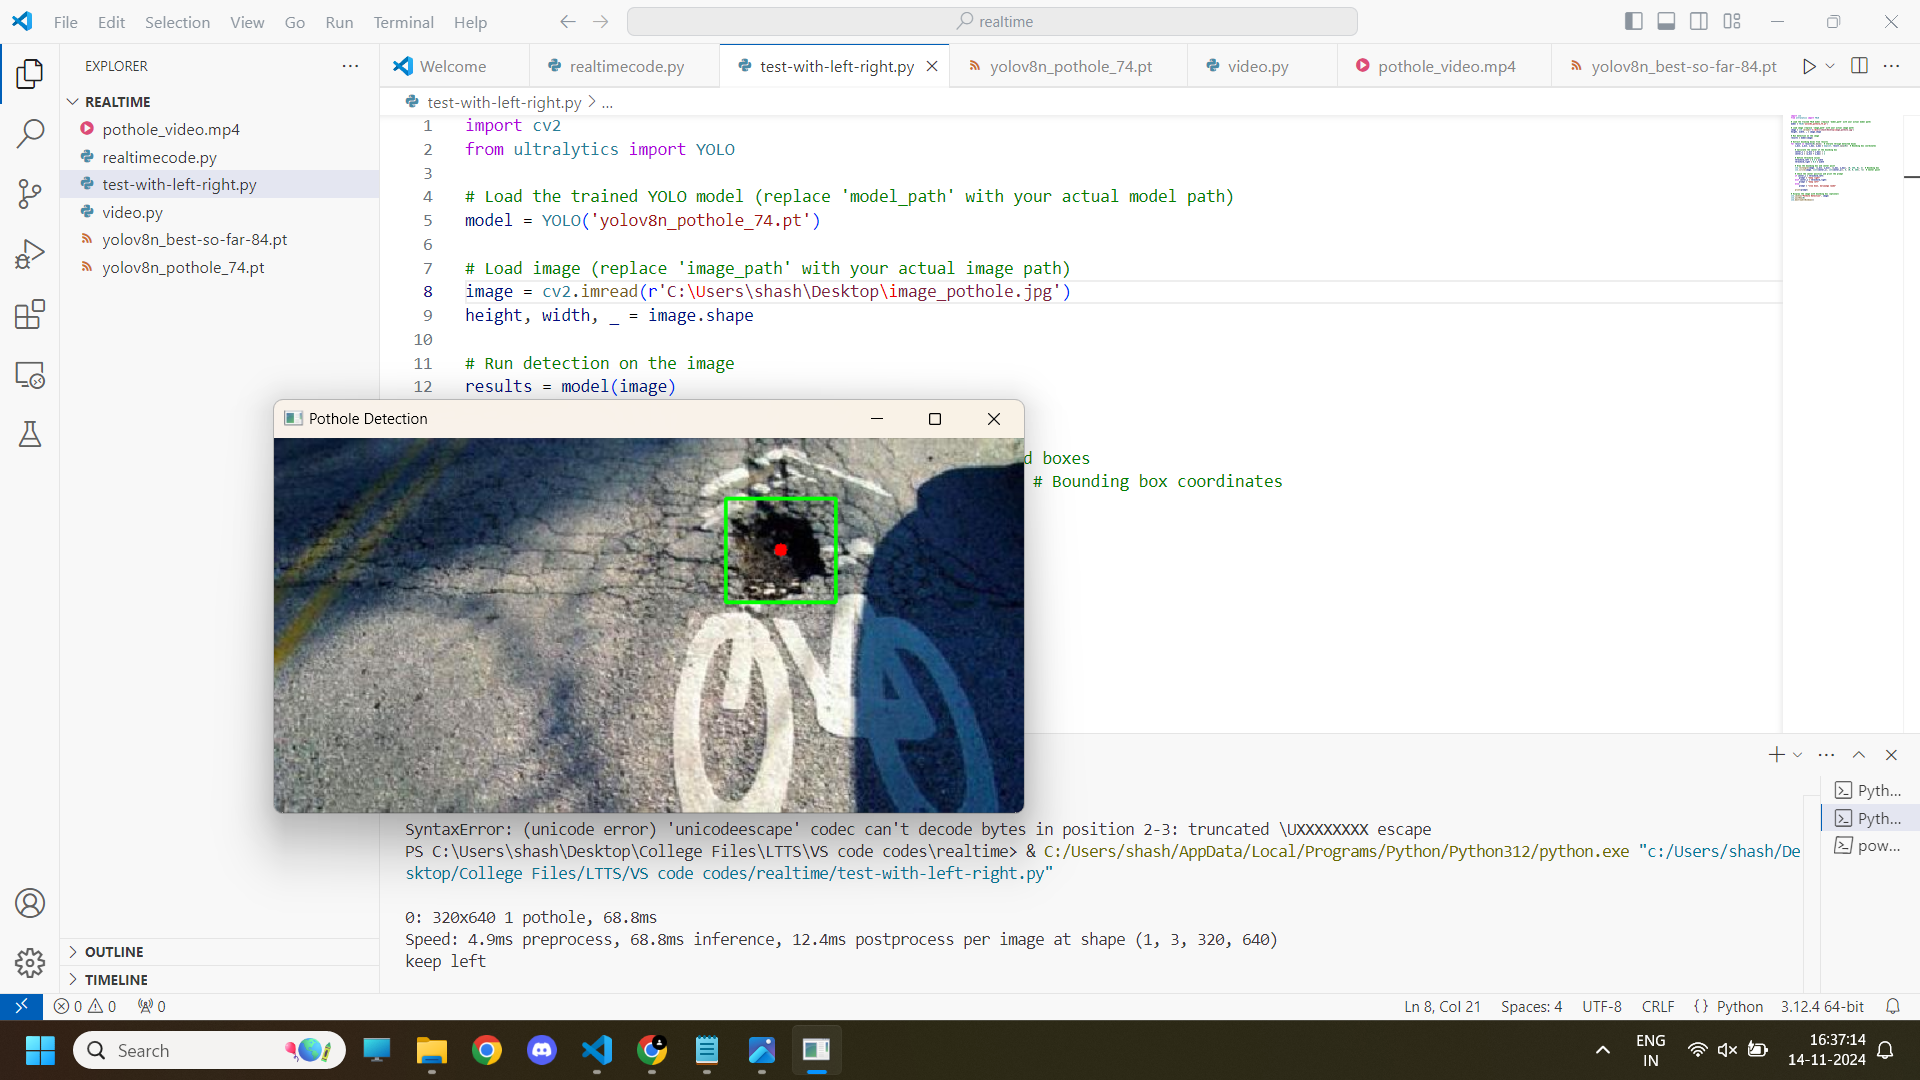 File Edit Selection View Go Run Terminal Help
realtime
EXPLORER
Welcome
realtimecode.py
test-with-left-right.py
yolov8n_pothole_74.pt
video.py
pothole_video.mp4
yolov8n_best-so-far-84.pt
REALTIME
pothole_video.mp4
realtimecode.py
test-with-left-right.py
video.py
yolov8n_best-so-far-84.pt
yolov8n_pothole_74.pt
test-with-left-right.py > ...
1 import cv2
2 from ultralytics import YOLO
3
4 # Load the trained YOLO model (replace 'model_path' with your actual model path)
5 model = YOLO('yolov8n_pothole_74.pt')
6
7 # Load image (replace 'image_path' with your actual image path)
8 image = cv2.imread(r'C:\Users\shash\Desktop\image_pothole.jpg')
9 height, width, _ = image.shape
10
11 # Run detection on the image
12 results = model(image)
Pothole Detection
d boxes
# Bounding box coordinates
SyntaxError: (unicode error) 'unicodeescape' codec can't decode bytes in position 2-3: truncated \UXXXXXXXX escape
PS C:\Users\shash\Desktop\College Files\LTTS\VS code codes\realtime> & C:/Users/shash/AppData/Local/Programs/Python/Python312/python.exe "c:/Users/shash/De
sktop/College Files/LTTS/VS code codes/realtime/test-with-left-right.py"
0: 320x640 1 pothole, 68.8ms
Speed: 4.9ms preprocess, 68.8ms inference, 12.4ms postprocess per image at shape (1, 3, 320, 640)
keep left
Pyth...
Pyth...
pow...
OUTLINE
TIMELINE
0 0 0
Ln 8, Col 21 Spaces: 4 UTF-8 CRLF {} Python 3.12.4 64-bit
Search
ENG
IN
16:37:14
14-11-2024